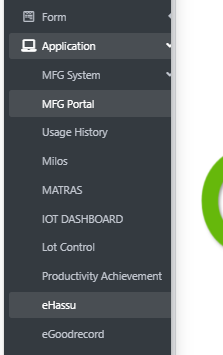 Form
Application
MFG System
MFG Portal
Usage History
Milos
MATRAS
IOT DASHBOARD
Lot Control
Productivity Achievement
eHassu
eGoodrecord